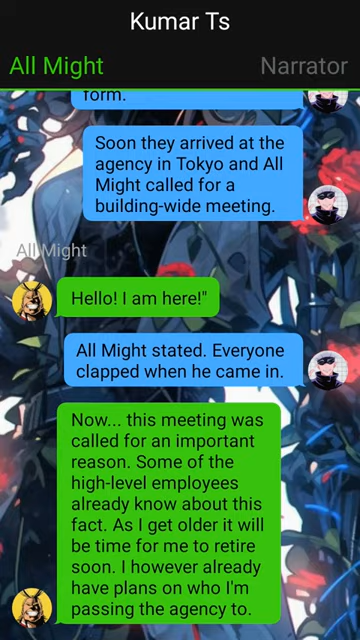 Kumar Ts
All Might
Narrator
form.
Soon they arrived at the
agency in Tokyo and All
Might called for a
building-wide meeting.
All Might
Hello! I am here!"
All Might stated. Everyone
clapped when he came in.
Now... this meeting was
called for an important
reason. Some of the
high-level employees
already know about this
fact. As I get older it will
be time for me to retire
soon. I however already
have plans on who I'm
passing the agency to.